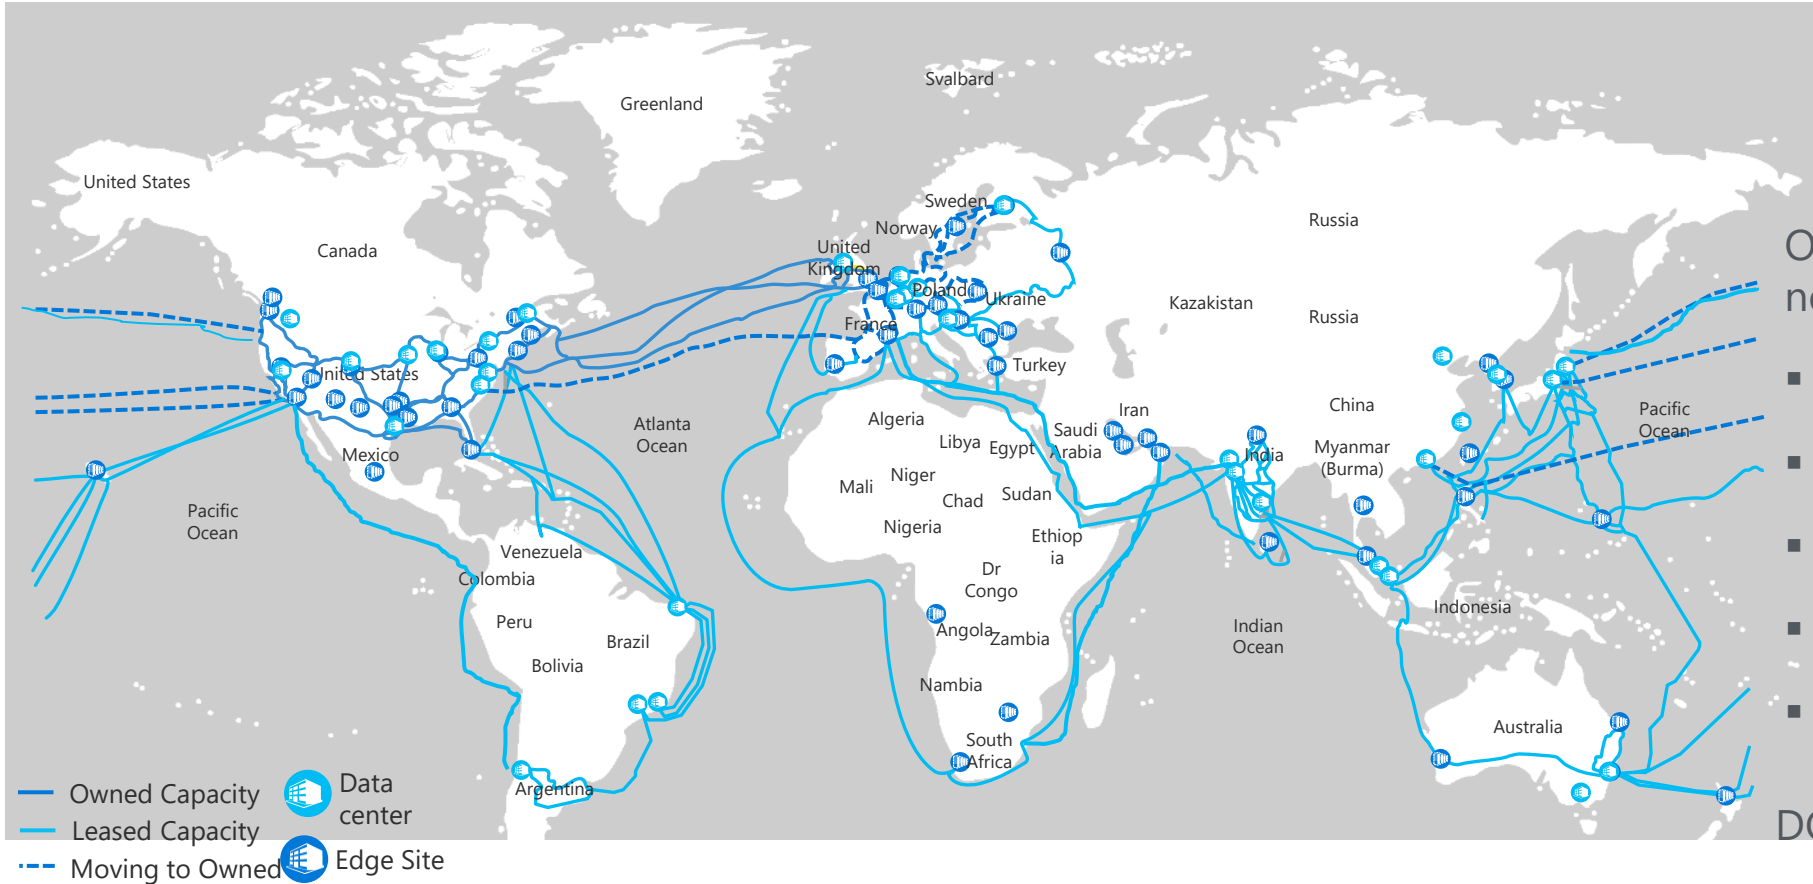 Svalbard
Greenland
United States
Sweden
Norway
Russia
Canada
United
Kingdom
Poland
Ukraine
Kazakistan
Russia
France
United States
Turkey
China
Iran
Algeria
Atlanta
Ocean
Saudi
Arabia
Libya
Egypt
Pacific
Ocean
Mexico
India
Myanmar
(Burma)
Niger
Mali
Chad
Sudan
Pacific
Ocean
Nigeria
Ethiop
ia
Venezuela
Colombia
Dr
Congo
Indonesia
Peru
Brazil
Angola
Zambia
Indian
Ocean
Bolivia
Nambia
Australia
South
Africa
Argentina
Owned Capacity
Leased Capacity
Moving to Owned
Data
center
Edge Site